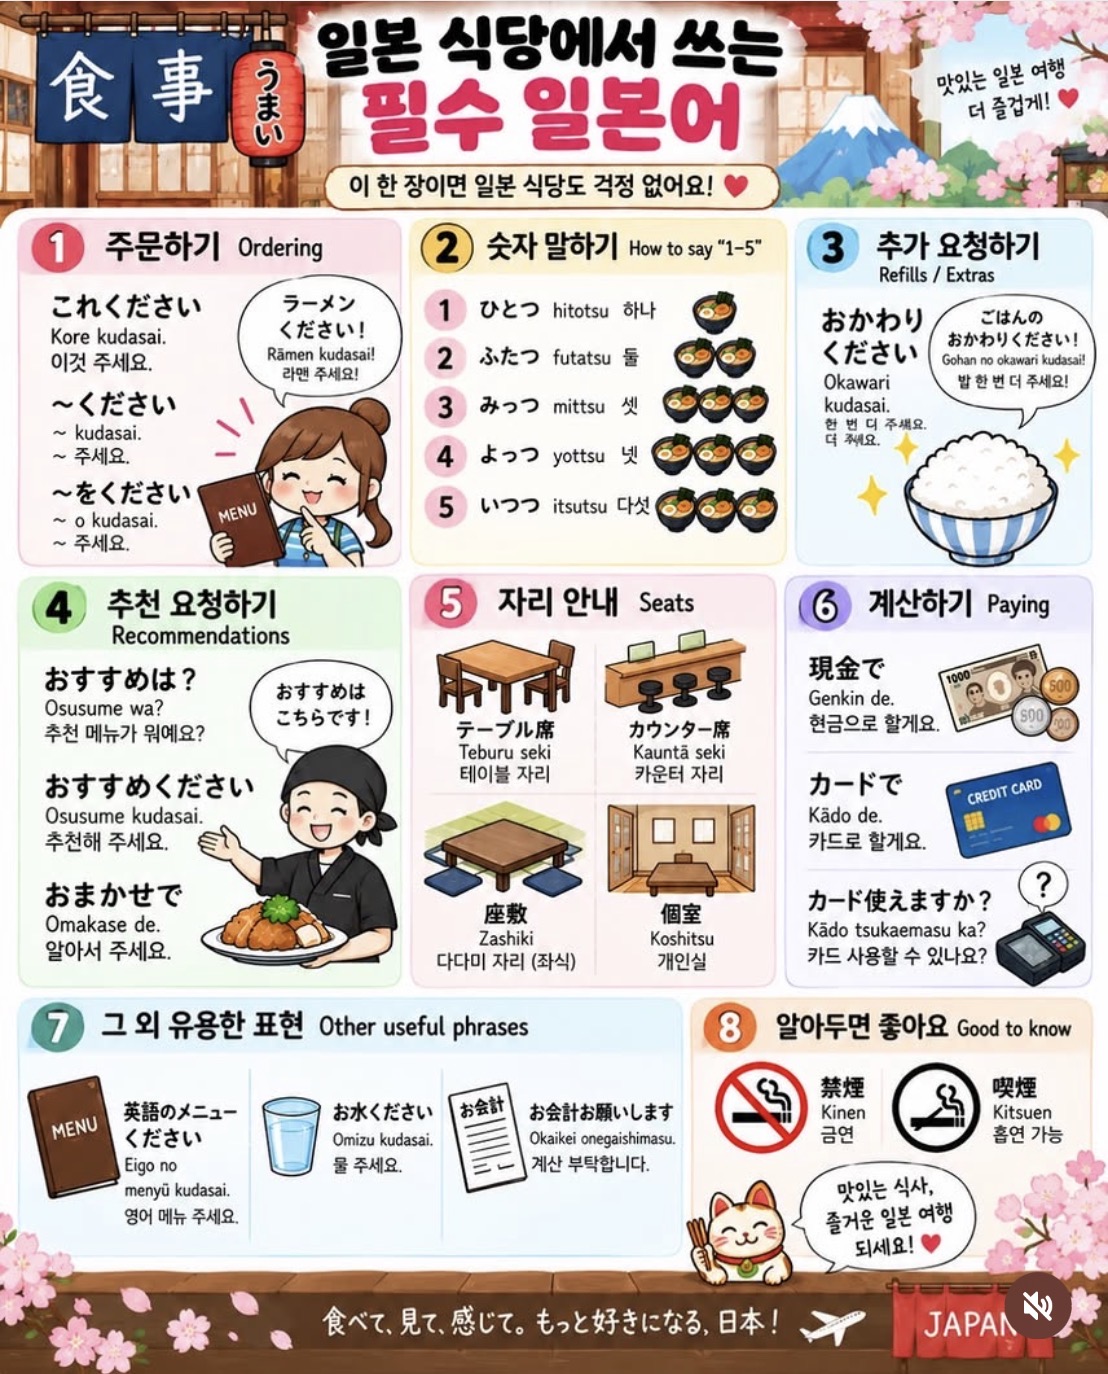 食事
うまい
일본 식당에서 쓰는
필수 일본어
이 한 장이면 일본 식당도 걱정 없어요!
맛있는 일본 여행
더 즐겁게!
1 주문하기 Ordering
これください
Kore kudasai.
이것 주세요.
～ください
~ kudasai.
~ 주세요.
～をください
~ o kudasai.
~ 주세요.
ラーメン
ください！
Rāmen kudasai!
라멘 주세요!
MENU
2 숫자 말하기 How to say “1–5”
1 ひとつ hitotsu 하나
2 ふたつ futatsu 둘
3 みっつ mittsu 셋
4 よっつ yottsu 넷
5 いつつ itsutsu 다섯
3 추가 요청하기
Refills / Extras
おかわり
ください
Okawari
kudasai.
한 번 더 주세요.
더 주세요.
ごはんの
おかわりください！
Gohan no okawari kudasai!
밥 한 번 더 주세요!
4 추천 요청하기
Recommendations
おすすめは？
Osusume wa?
추천 메뉴가 뭐예요?
おすすめください
Osusume kudasai.
추천해 주세요.
おまかせで
Omakase de.
알아서 주세요.
おすすめは
こちらです！
5 자리 안내 Seats
テーブル席
Teburu seki
테이블 자리
カウンター席
Kauntā seki
카운터 자리
座敷
Zashiki
다다미 자리 (좌식)
個室
Koshitsu
개인실
6 계산하기 Paying
現金で
Genkin de.
현금으로 할게요.
1000
500
500
カードで
Kādo de.
카드로 할게요.
CREDIT CARD
カード使えますか？
Kādo tsukaemasu ka?
카드 사용할 수 있나요?
?
7 그 외 유용한 표현 Other useful phrases
MENU
英語のメニュー
ください
Eigo no
menyū kudasai.
영어 메뉴 주세요.
お水ください
Omizu kudasai.
물 주세요.
お会計
お会計お願いします
Okaikei onegaishimasu.
계산 부탁합니다.
8 알아두면 좋아요 Good to know
禁煙
Kinen
금연
喫煙
Kitsuen
흡연 가능
맛있는 식사,
즐거운 일본 여행
되세요!
食べて、見て、感じて。もっと好きになる、日本！
JAPAN